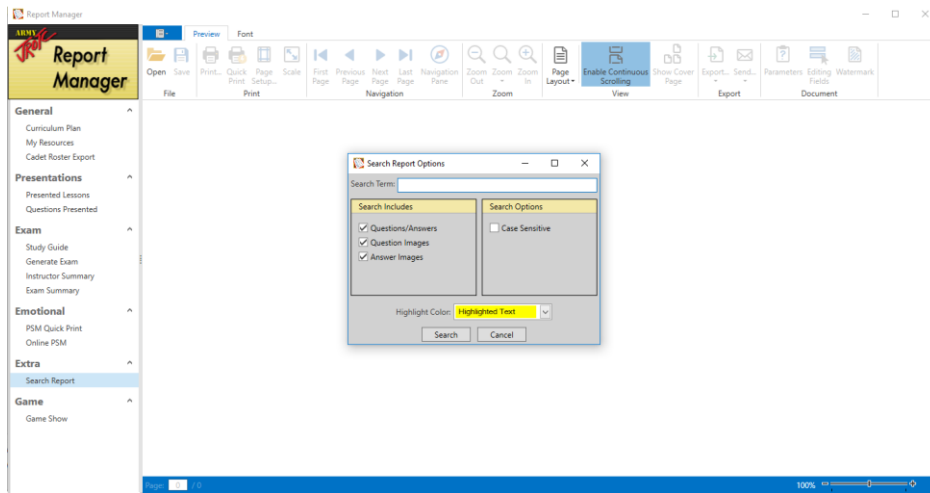 Report Manager
ARMY
JROTC
Report
Manager
Preview Font
Open Save Print... Quick Print Page Setup... Scale First Page Previous Page Next Page Last Page Navigation Pane Zoom Out Zoom Zoom In Page Layout Enable Continuous Scrolling Show Cover Page Export... Send... Parameters Editing Fields Watermark
File Print Navigation Zoom View Export Document
General
Curriculum Plan
My Resources
Cadet Roster Export
Presentations
Presented Lessons
Questions Presented
Exam
Study Guide
Generate Exam
Instructor Summary
Exam Summary
Emotional
PSM Quick Print
Online PSM
Extra
Search Report
Game
Game Show
Search Report Options
Search Term:
Search Includes
Questions/Answers
Question Images
Answer Images
Search Options
Case Sensitive
Highlight Color: Highlighted Text
Search Cancel
Page: 0 / 0 100%